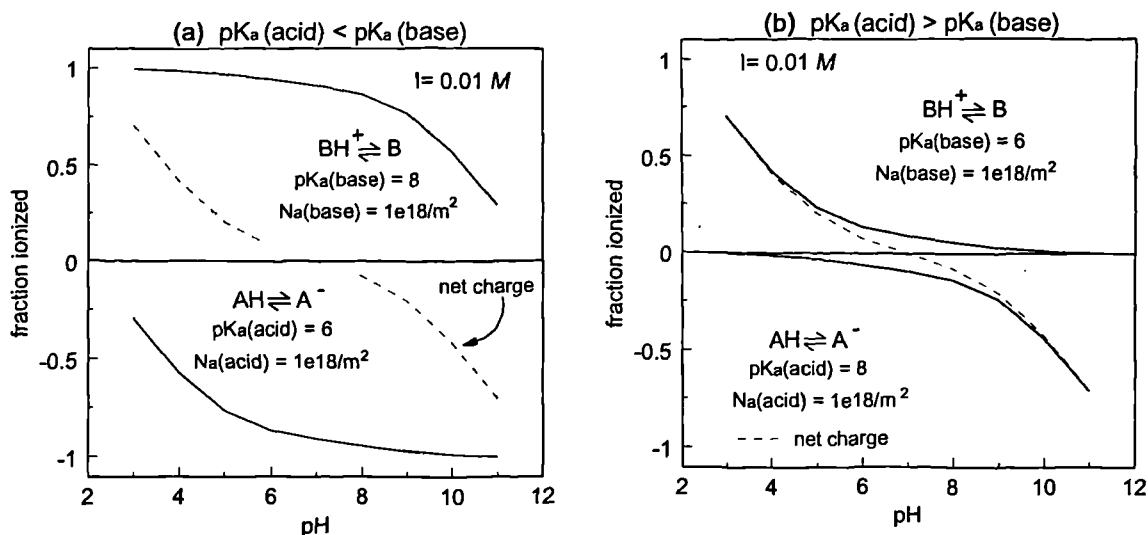 (a) pKa (acid) < pKa (base)
1
I= 0.01 M
BH+ ⇌ B
pKa(base) = 8
Na(base) = 1e18/m2
0.5
0
fraction ionized
net charge
AH ⇌ A-
pKa(acid) = 6
Na(acid) = 1e18/m2
-0.5
-1
2 4 6 8 10 12
pH
(b) pKa (acid) > pKa (base)
1
I= 0.01 M
BH+ ⇌ B
pKa(base) = 6
Na(base) = 1e18/m2
0.5
0
fraction ionized
-0.5
AH ⇌ A-
pKa(acid) = 8
Na(acid) = 1e18/m2
net charge
-1
2 4 6 8 10 12
pH